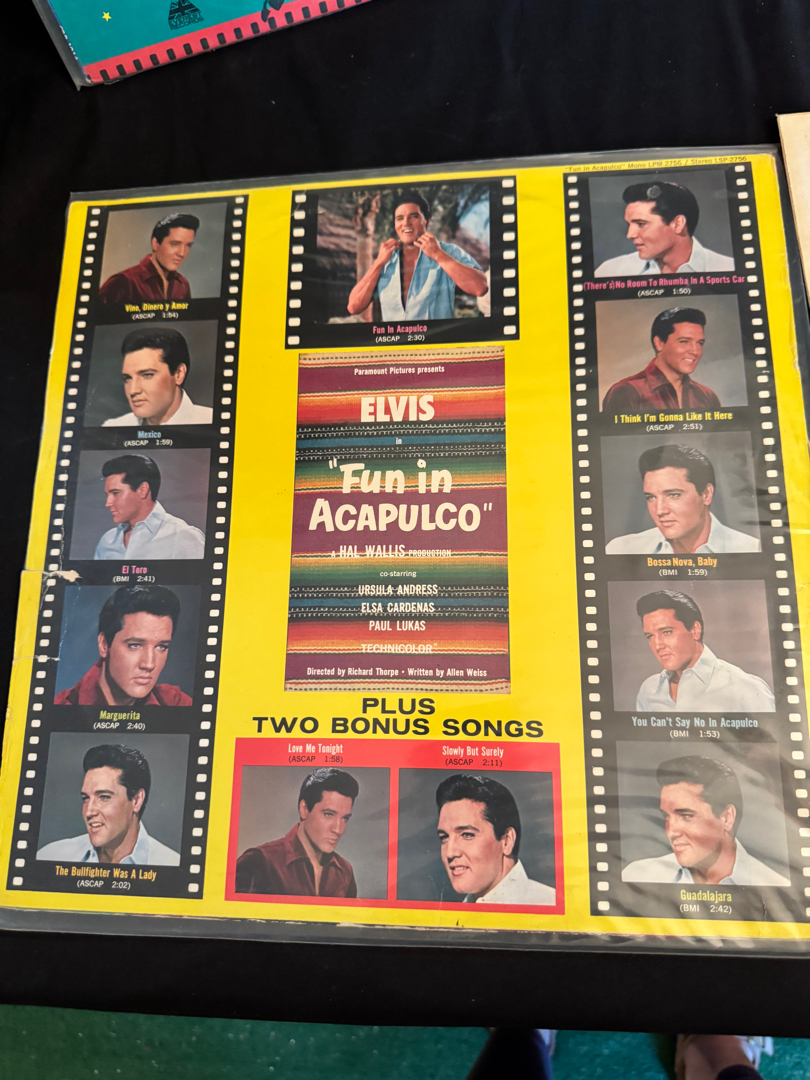 "Fun In Acapulco" Mono LPM 2756 / Stereo LSP-2756
Vino, Dinero y Amor
(ASCAP 1:54)
Mexico
(ASCAP 1:59)
El Toro
(BMI 2:41)
Marguerita
(ASCAP 2:40)
The Bullfighter Was A Lady
(ASCAP 2:02)
Fun In Acapulco
(ASCAP 2:30)
Paramount Pictures presents
ELVIS
in
"Fun in
ACAPULCO"
A HAL WALLIS PRODUCTION
co-starring
URSULA ANDRESS
ELSA CARDENAS
PAUL LUKAS
TECHNICOLOR®
Directed by Richard Thorpe • Written by Allen Weiss
PLUS
TWO BONUS SONGS
Love Me Tonight
(ASCAP 1:58)
Slowly But Surely
(ASCAP 2:11)
(There's) No Room To Rhumba In A Sports Car
(ASCAP 1:50)
I Think I'm Gonna Like It Here
(ASCAP 2:51)
Bossa Nova, Baby
(BMI 1:59)
You Can't Say No In Acapulco
(BMI 1:53)
Guadalajara
(BMI 2:42)